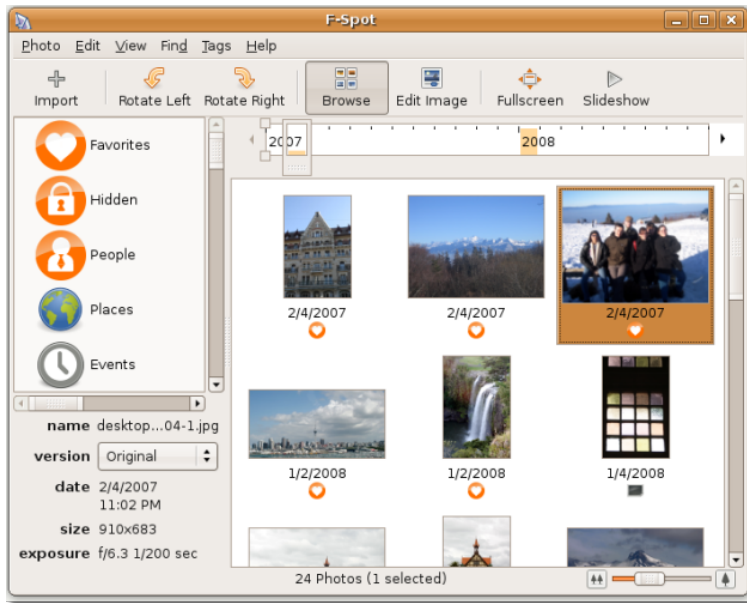 F-Spot
Photo Edit View Find Tags Help
Import Rotate Left Rotate Right Browse Edit Image Fullscreen Slideshow
2007 2008
Favorites
Hidden
People
Places
Events
2/4/2007 2/4/2007 2/4/2007
1/2/2008 1/2/2008 1/4/2008
name desktop...04-1.jpg
version Original
date 2/4/2007
11:02 PM
size 910x683
exposure f/6.3 1/200 sec
24 Photos (1 selected)